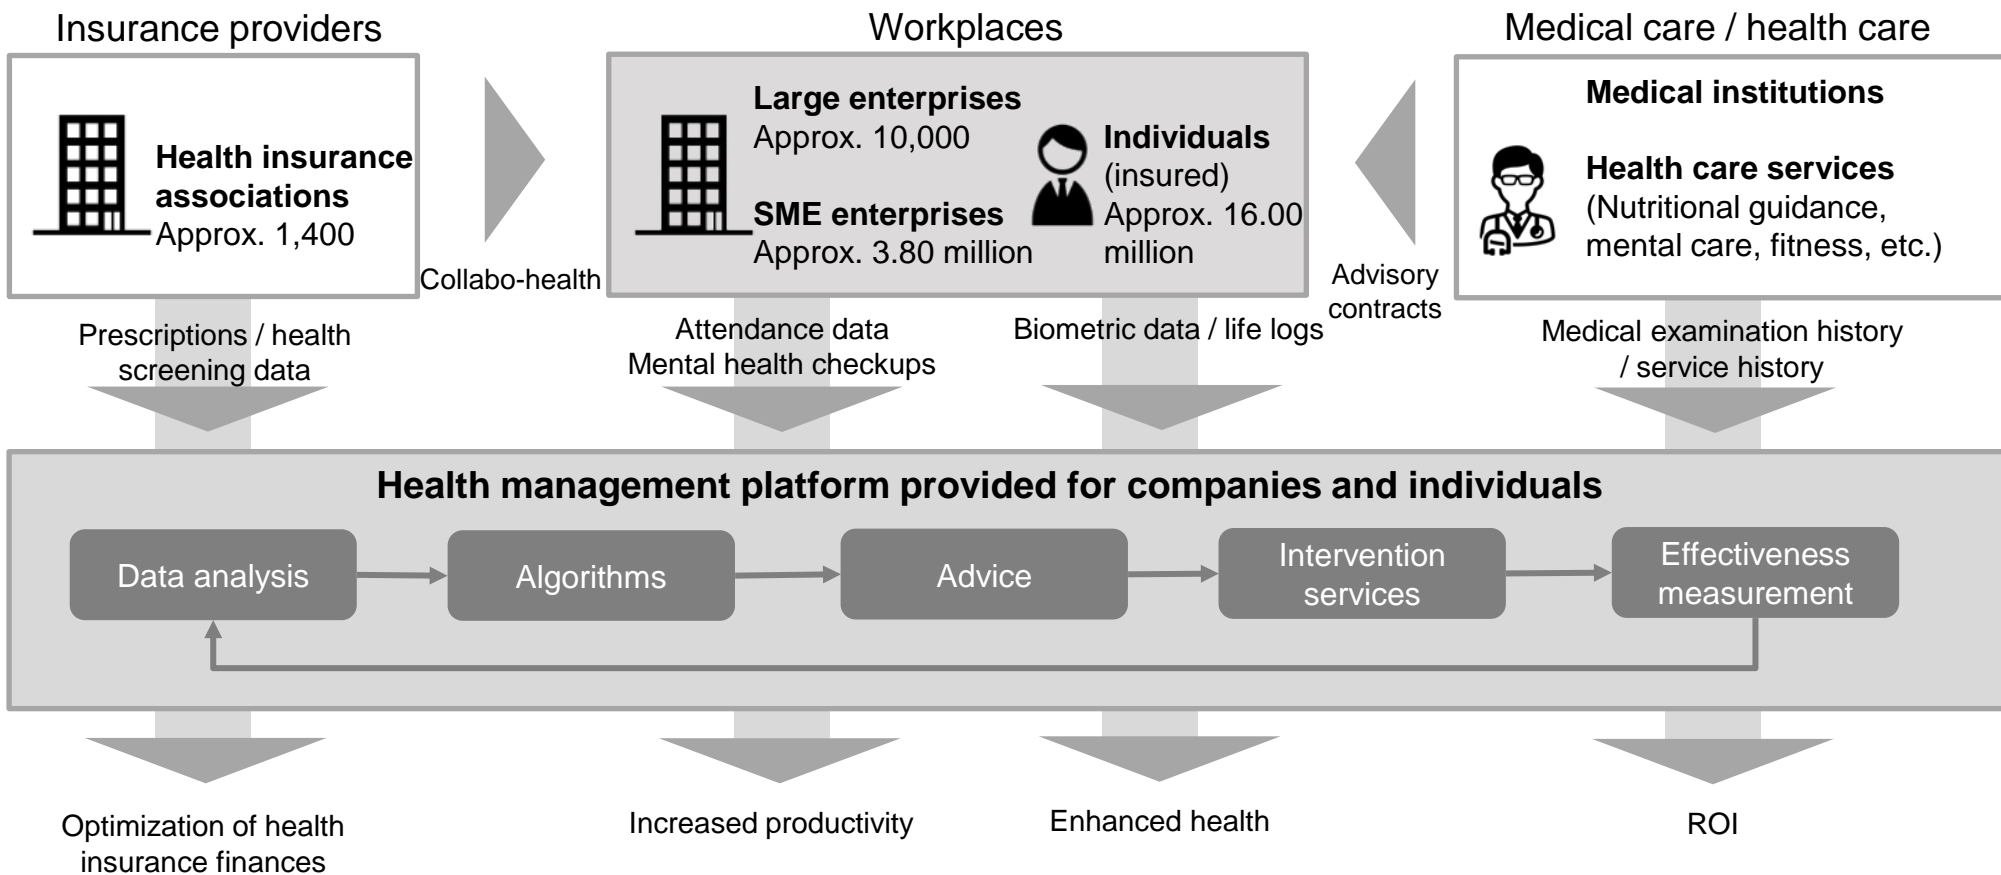 Insurance providers
Workplaces
Medical care / health care
Health insurance
associations
Approx. 1,400
Collabo-health
Large enterprises
Approx. 10,000
SME enterprises
Approx. 3.80 million
Individuals
(insured)
Approx. 16.00
million
Advisory
contracts
Medical institutions
Health care services
(Nutritional guidance,
mental care, fitness, etc.)
Prescriptions / health
screening data
Attendance data
Mental health checkups
Biometric data / life logs
Medical examination history
/ service history
Health management platform provided for companies and individuals
Data analysis
Algorithms
Advice
Intervention
services
Effectiveness
measurement
Optimization of health
insurance finances
Increased productivity
Enhanced health
ROI